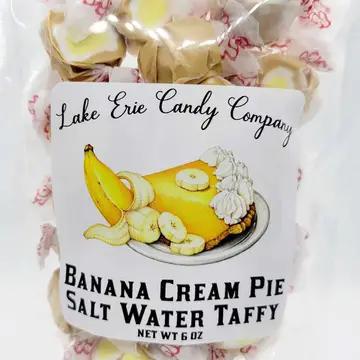 Lake Erie Candy Company
BANANA CREAM PIE
SALT WATER TAFFY
NET WT 6 OZ